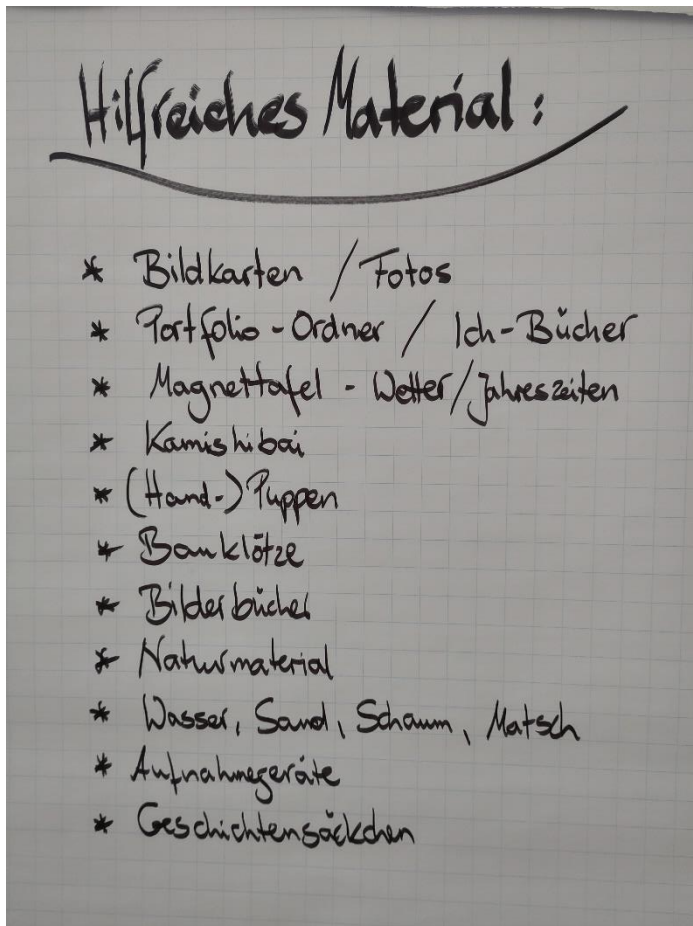 Hilfreiches Material:
* Bildkarten / Fotos
* Portfolio-Ordner / Ich-Bücher
* Magnettafel - Wetter/Jahreszeiten
* Kamishibai
* (Hand-)Puppen
* Bauklötze
* Bilderbücher
* Naturmaterial
* Wasser, Sand, Schaum, Matsch
* Aufnahmegeräte
* Geschichtensäckchen